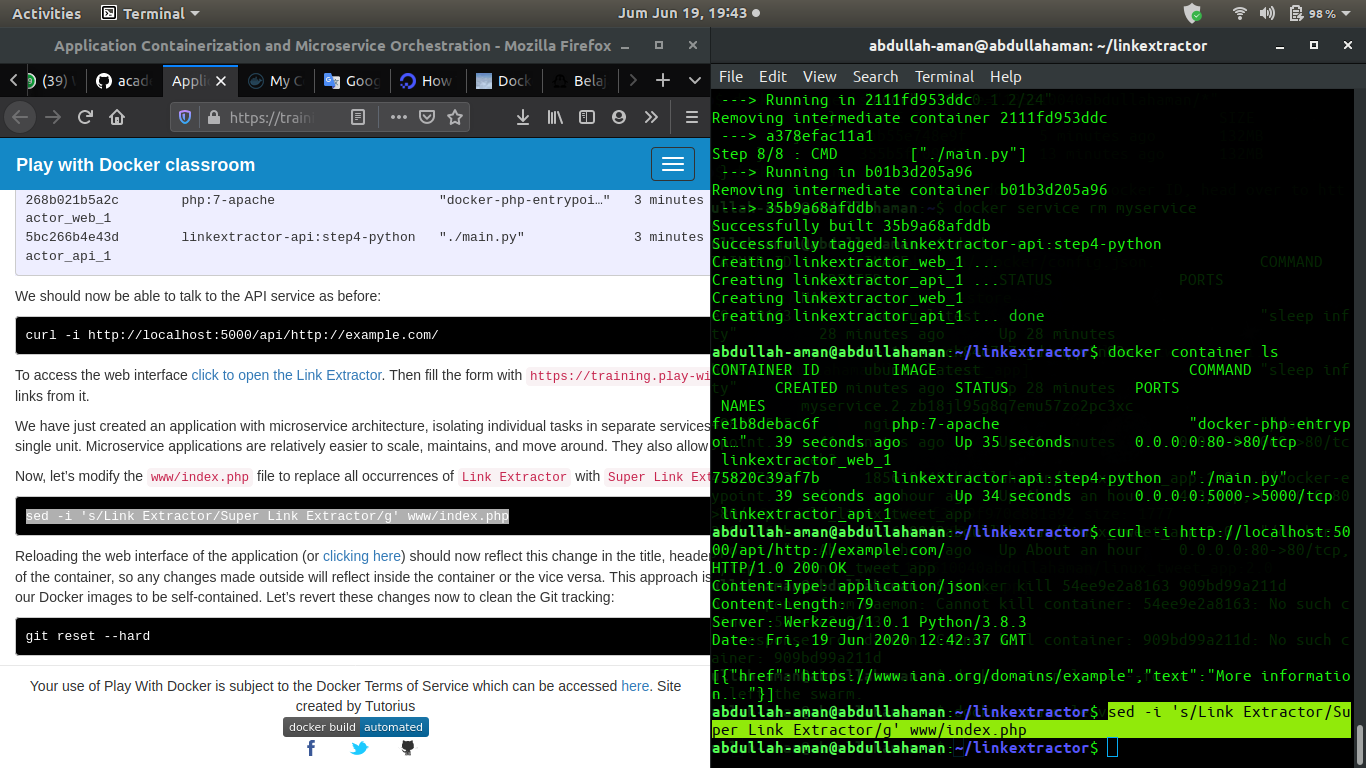 Activities
Terminal
Jum Jun 19, 19:43
98 %
Application Containerization and Microservice Orchestration - Mozilla Firefox
(39)
acad
Applic
My C
Goog
How
Dock
Belaj
https://train
Play with Docker classroom
268b021b5a2c php:7-apache "docker-php-entrypoi…" 3 minutes
actor_web_1
5bc266b4e43d linkextractor-api:step4-python "./main.py" 3 minutes
actor_api_1
We should now be able to talk to the API service as before:
curl -i http://localhost:5000/api/http://example.com/
To access the web interface click to open the Link Extractor. Then fill the form with https://training.play-wi
links from it.
We have just created an application with microservice architecture, isolating individual tasks in separate services
single unit. Microservice applications are relatively easier to scale, maintains, and move around. They also allow
Now, let's modify the www/index.php file to replace all occurrences of Link Extractor with Super Link Ext
sed -i 's/Link Extractor/Super Link Extractor/g' www/index.php
Reloading the web interface of the application (or clicking here) should now reflect this change in the title, header
of the container, so any changes made outside will reflect inside the container or the vice versa. This approach is
our Docker images to be self-contained. Let's revert these changes now to clean the Git tracking:
git reset --hard
Your use of Play With Docker is subject to the Docker Terms of Service which can be accessed here. Site
created by Tutorius
docker build automated
abdullah-aman@abdullahaman: ~/linkextractor
File Edit View Search Terminal Help
---> Running in 2111fd953ddc
Removing intermediate container 2111fd953ddc
---> a378efac11a1
Step 8/8 : CMD ["./main.py"]
---> Running in b01b3d205a96
Removing intermediate container b01b3d205a96
---> 35b9a68afddb
Successfully built 35b9a68afddb
Successfully tagged linkextractor-api:step4-python
Creating linkextractor_web_1 ...
Creating linkextractor_api_1 ...
Creating linkextractor_web_1
Creating linkextractor_api_1 ... done
abdullah-aman@abdullahaman:~/linkextractor$ docker container ls
CONTAINER ID IMAGE COMMAND
CREATED STATUS PORTS
NAMES
fe1b8debac6f php:7-apache "docker-php-entryp
oi…" 39 seconds ago Up 35 seconds 0.0.0.0:80->80/tcp
linkextractor_web_1
75820c39af7b linkextractor-api:step4-python "./main.py"
39 seconds ago Up 34 seconds 0.0.0.0:5000->5000/tcp
linkextractor_api_1
abdullah-aman@abdullahaman:~/linkextractor$ curl -i http://localhost:50
00/api/http://example.com/
HTTP/1.0 200 OK
Content-Type: application/json
Content-Length: 79
Server: Werkzeug/1.0.1 Python/3.8.3
Date: Fri, 19 Jun 2020 12:42:37 GMT
[{"href":"https://www.iana.org/domains/example","text":"More informatio
n..."}]
abdullah-aman@abdullahaman:~/linkextractor$ sed -i 's/Link Extractor/Su
per Link Extractor/g' www/index.php
abdullah-aman@abdullahaman:~/linkextractor$